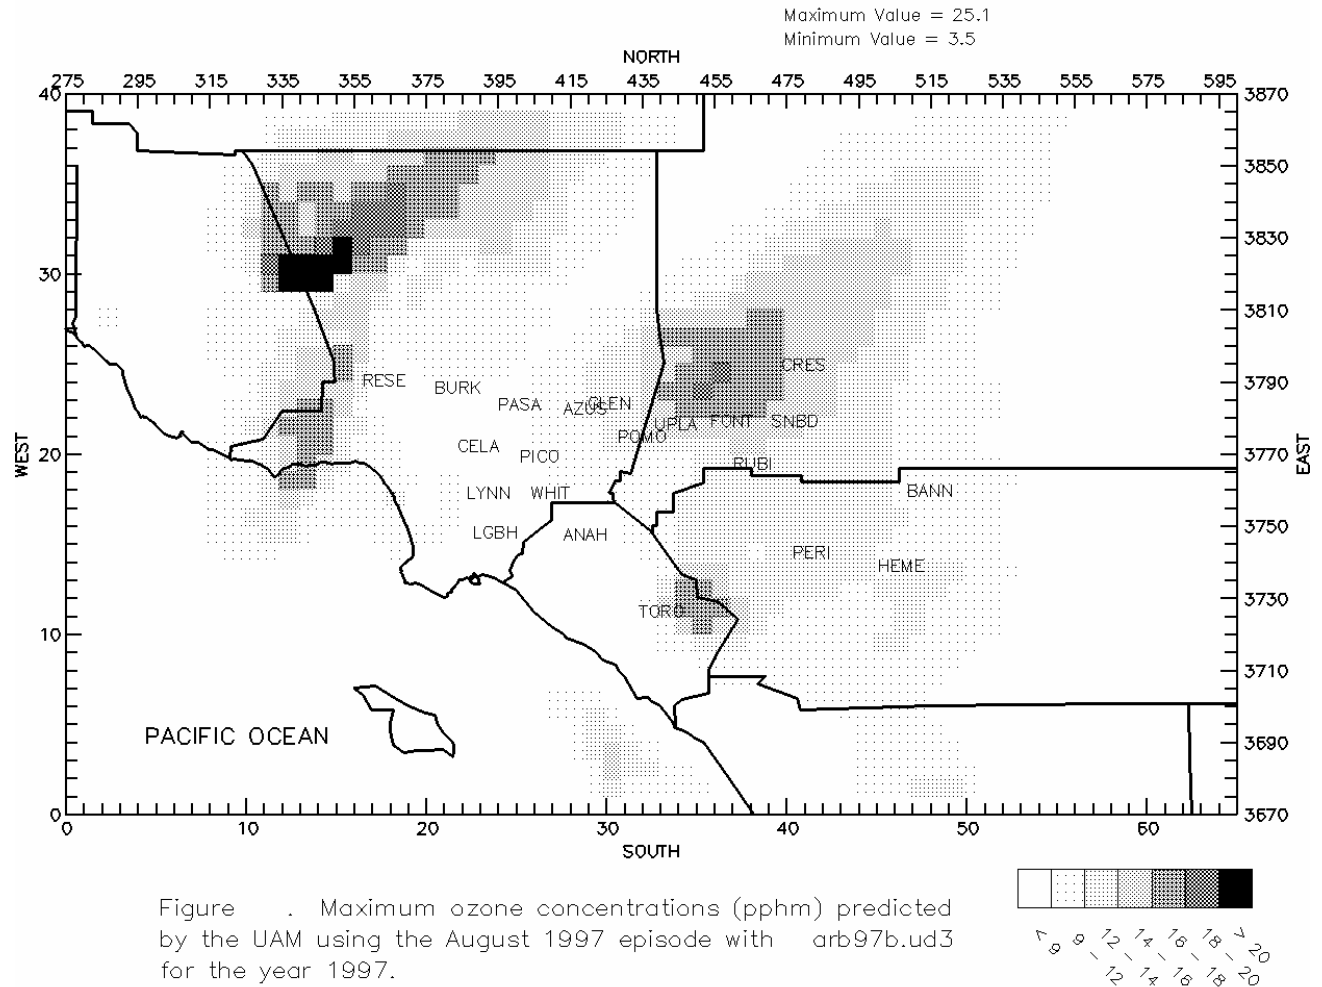 Maximum Value = 25.1
Minimum Value = 3.5
NORTH
275 295 315 335 355 375 395 415 435 455 475 495 515 535 555 575 595
40 3870
3850
3830
30
3810
CRES
3790
RESE BURK
PASA AZUS GLEN
UPLA FONT SNBD
POMO
WEST 20 CELA PICO RUBI 3770 EAST
LYNN WHIT BANN
LGBH ANAH 3750
PERI HEME
TORO 3730
10
3710
PACIFIC OCEAN 3690
0 3670
0 10 20 30 40 50 60
SOUTH
Figure . Maximum ozone concentrations (pphm) predicted
by the UAM using the August 1997 episode with arb97b.ud3
for the year 1997.
< 9
9 - 12
12 - 14
14 - 16
16 - 18
18 - 20
> 20